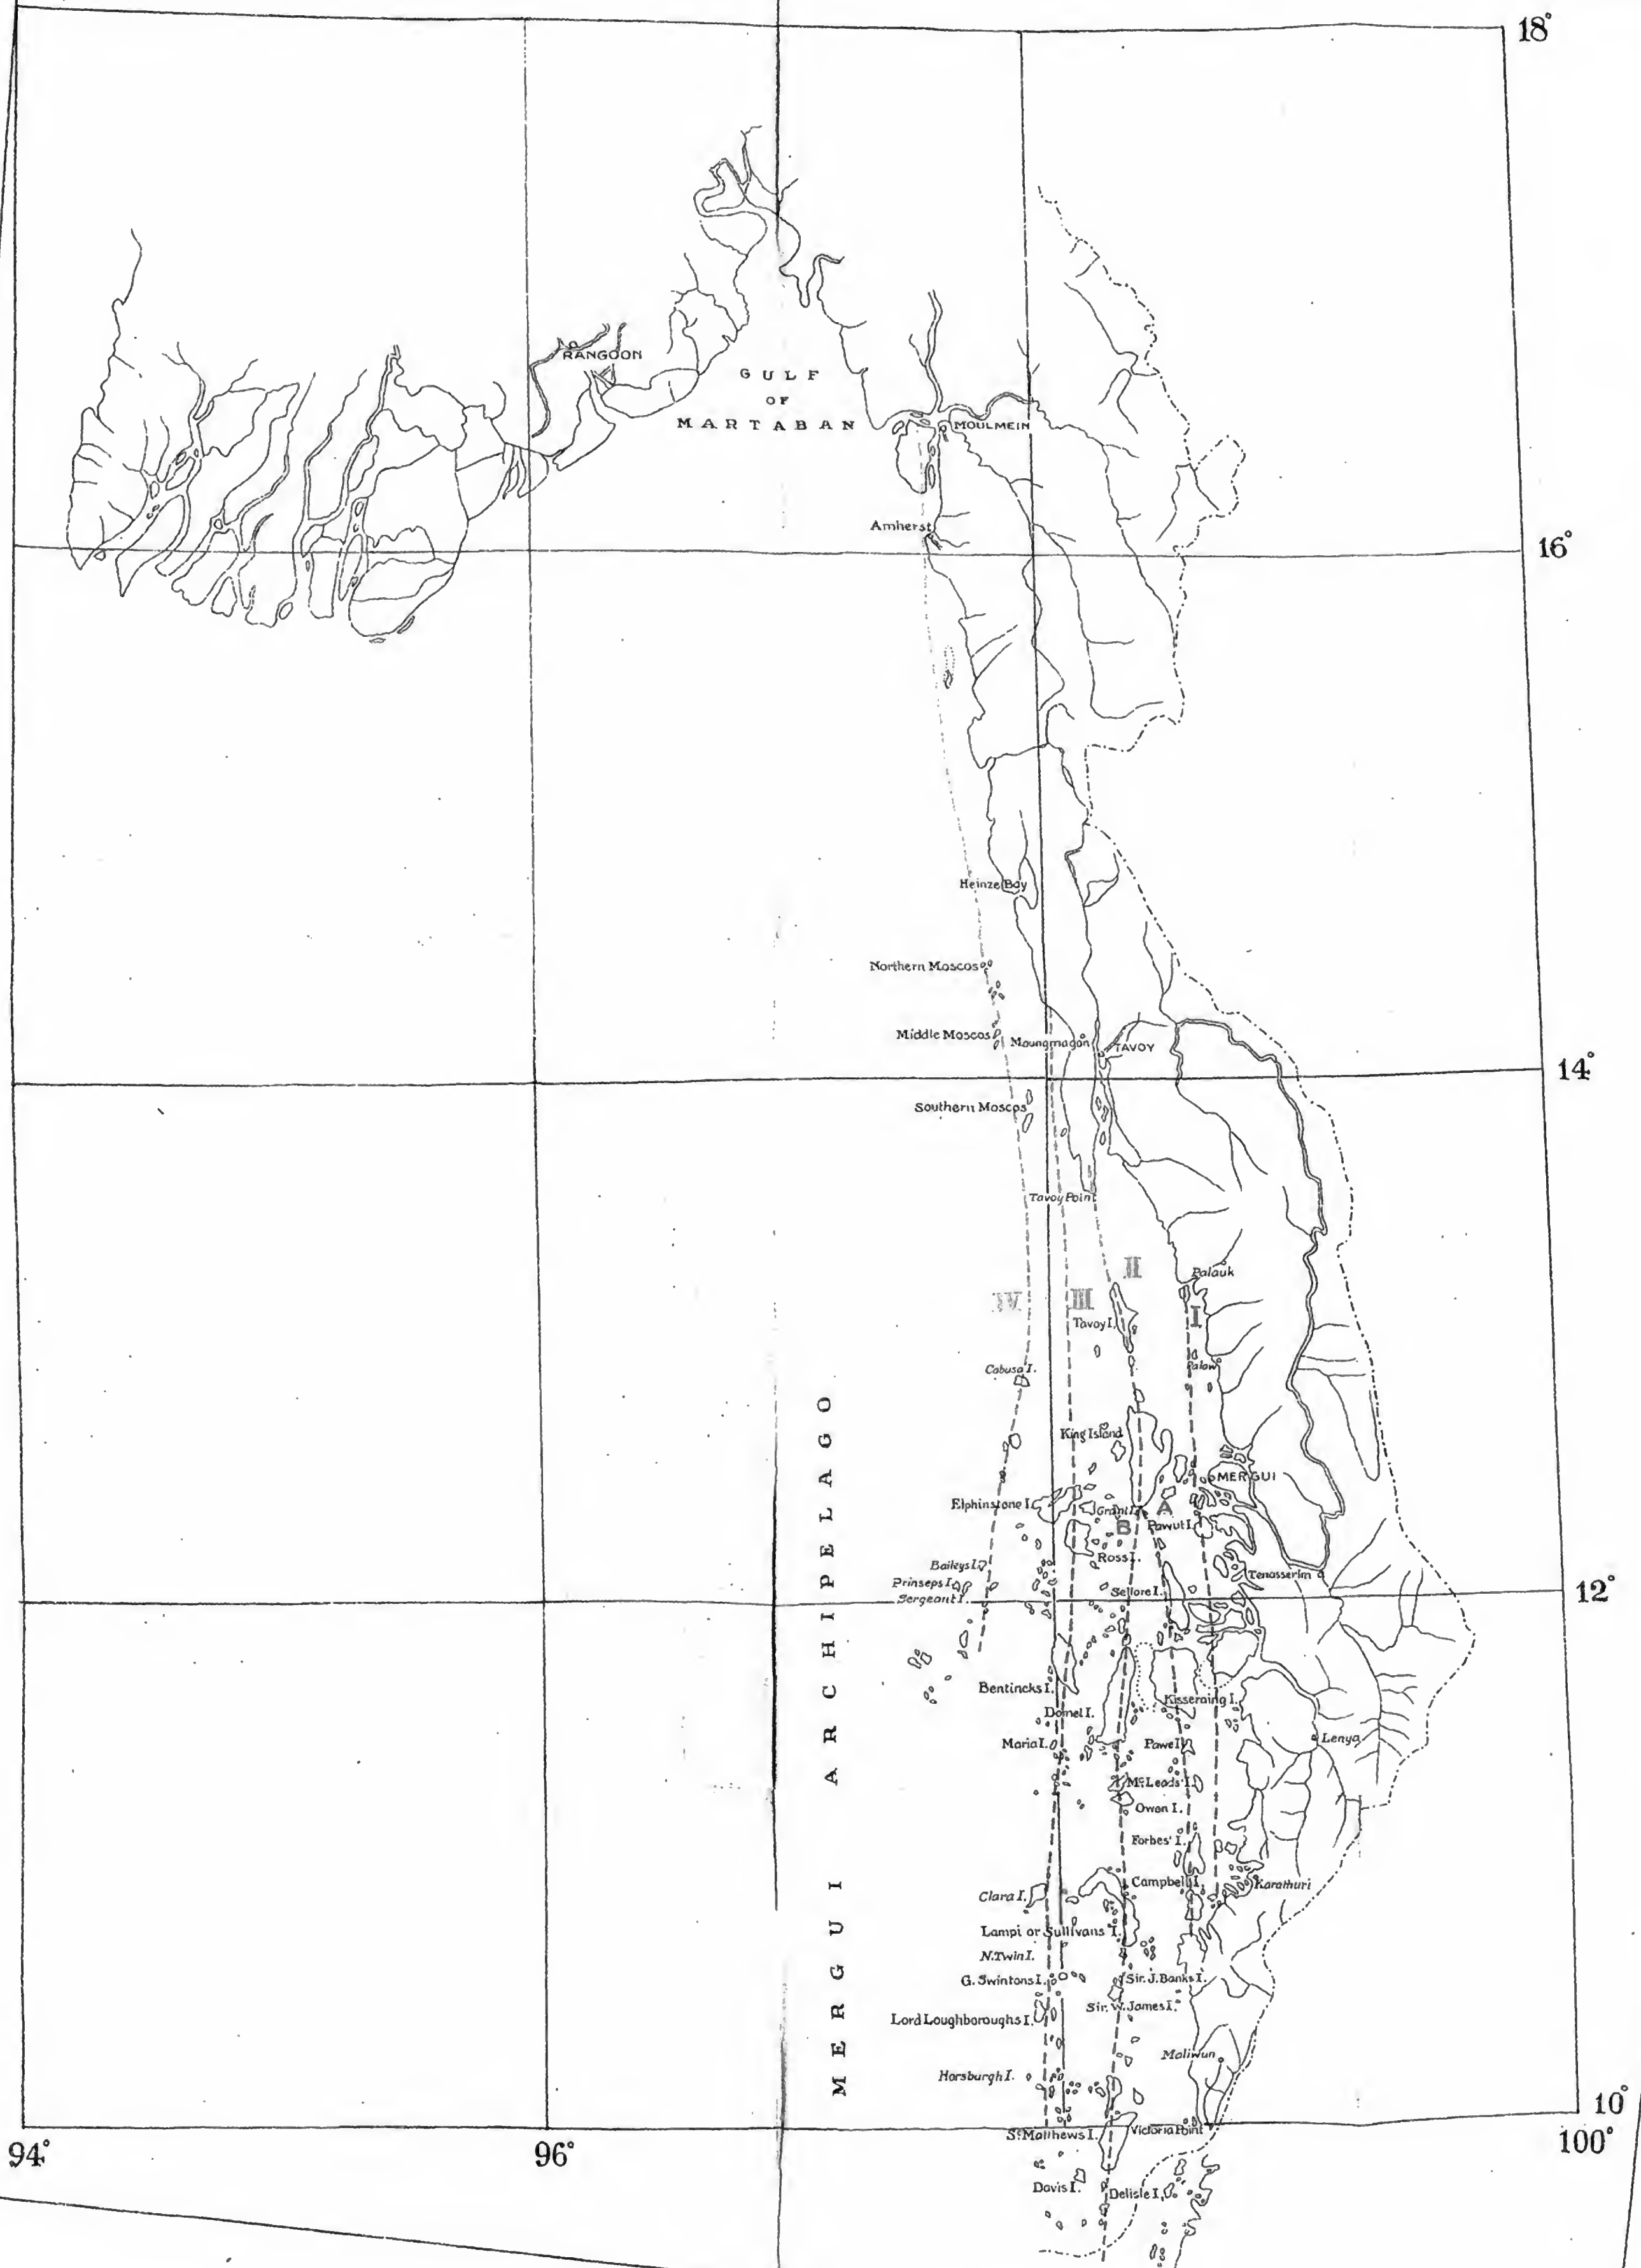 18°
RANGOON
GULF
OF
MARTABAN
MOULMEIN
Amherst
16°
Heinze Bay
Northern Moscos
Middle Moscos
Maungmagon
TAVOY
14°
Southern Moscos
Tavoy Point
II
Palauk
IV
III
I
Tavoy I.
Palaw
Cabusa I.
King Island
MERGUI
Elphinstone I.
Grant I.
A
B
Pawut I.
Ross I.
Baileys I.
Tenasserim
Prinseps I.
Sellore I.
Sergeant I.
12°
MERGUI ARCHIPELAGO
Bentincks I.
Kisseraing I.
Domel I.
Maria I.
Pawe I.
Lenya
McLeods I.
Owen I.
Forbes' I.
Campbell I.
Karathuri
Clara I.
Lampi or Sullivans I.
N. Twin I.
G. Swintons I.
Sir. J. Banks I.
Sir. W. James I.
Lord Loughboroughs I.
Maliwun
Horsburgh I.
10°
St. Matthews I.
Victoria Point
94°
96°
100°
Davis I.
Delisle I.